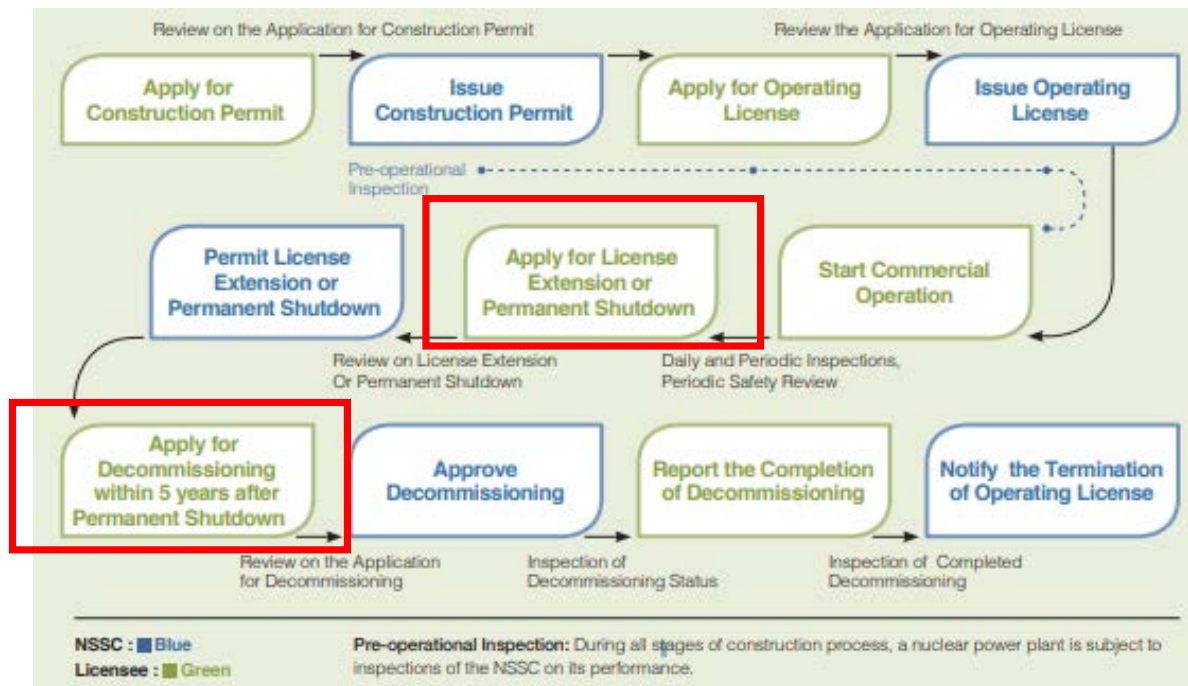 Review on the Application for Construction Permit
Review the Application for Operating License
Apply for
Construction Permit
Issue
Construction Permit
Apply for Operating
License
Issue Operating
License
Pre-operational
Inspection
Permit License
Extension or
Permanent Shutdown
Apply for License
Extension or
Permanent Shutdown
Start Commercial
Operation
Review on License Extension
Or Permanent Shutdown
Daily and Periodic Inspections,
Periodic Safety Review
Apply for
Decommissioning
within 5 years after
Permanent Shutdown
Approve
Decommissioning
Report the Completion
of Decommissioning
Notify the Termination
of Operating License
Review on the Application
for Decommissioning
Inspection of
Decommissioning Status
Inspection of Completed
Decommissioning
NSSC : Blue
Licensee : Green
Pre-operational Inspection: During all stages of construction process, a nuclear power plant is subject to
inspections of the NSSC on its performance.